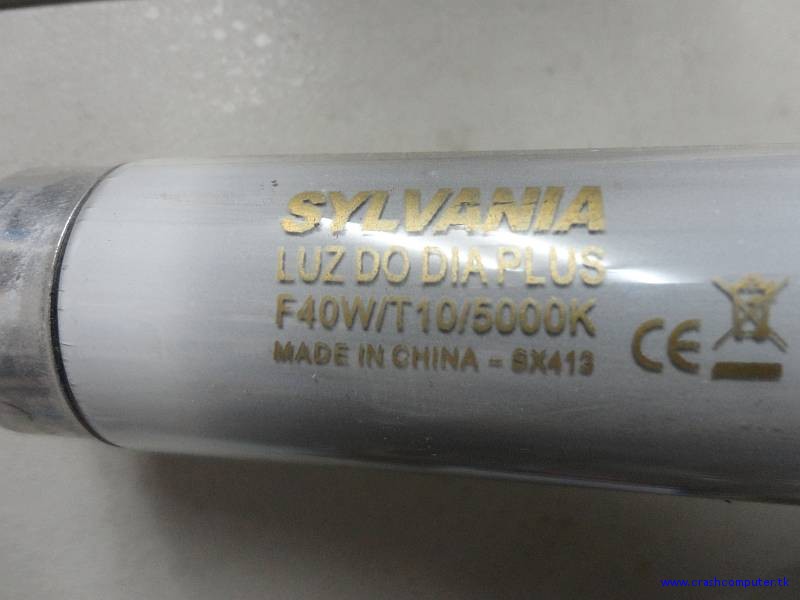 SYLVANIA
LUZ DO DIA PLUS
F40W/T10/5000K
MADE IN CHINA - SX413
CE
www.crashcomputer.tk